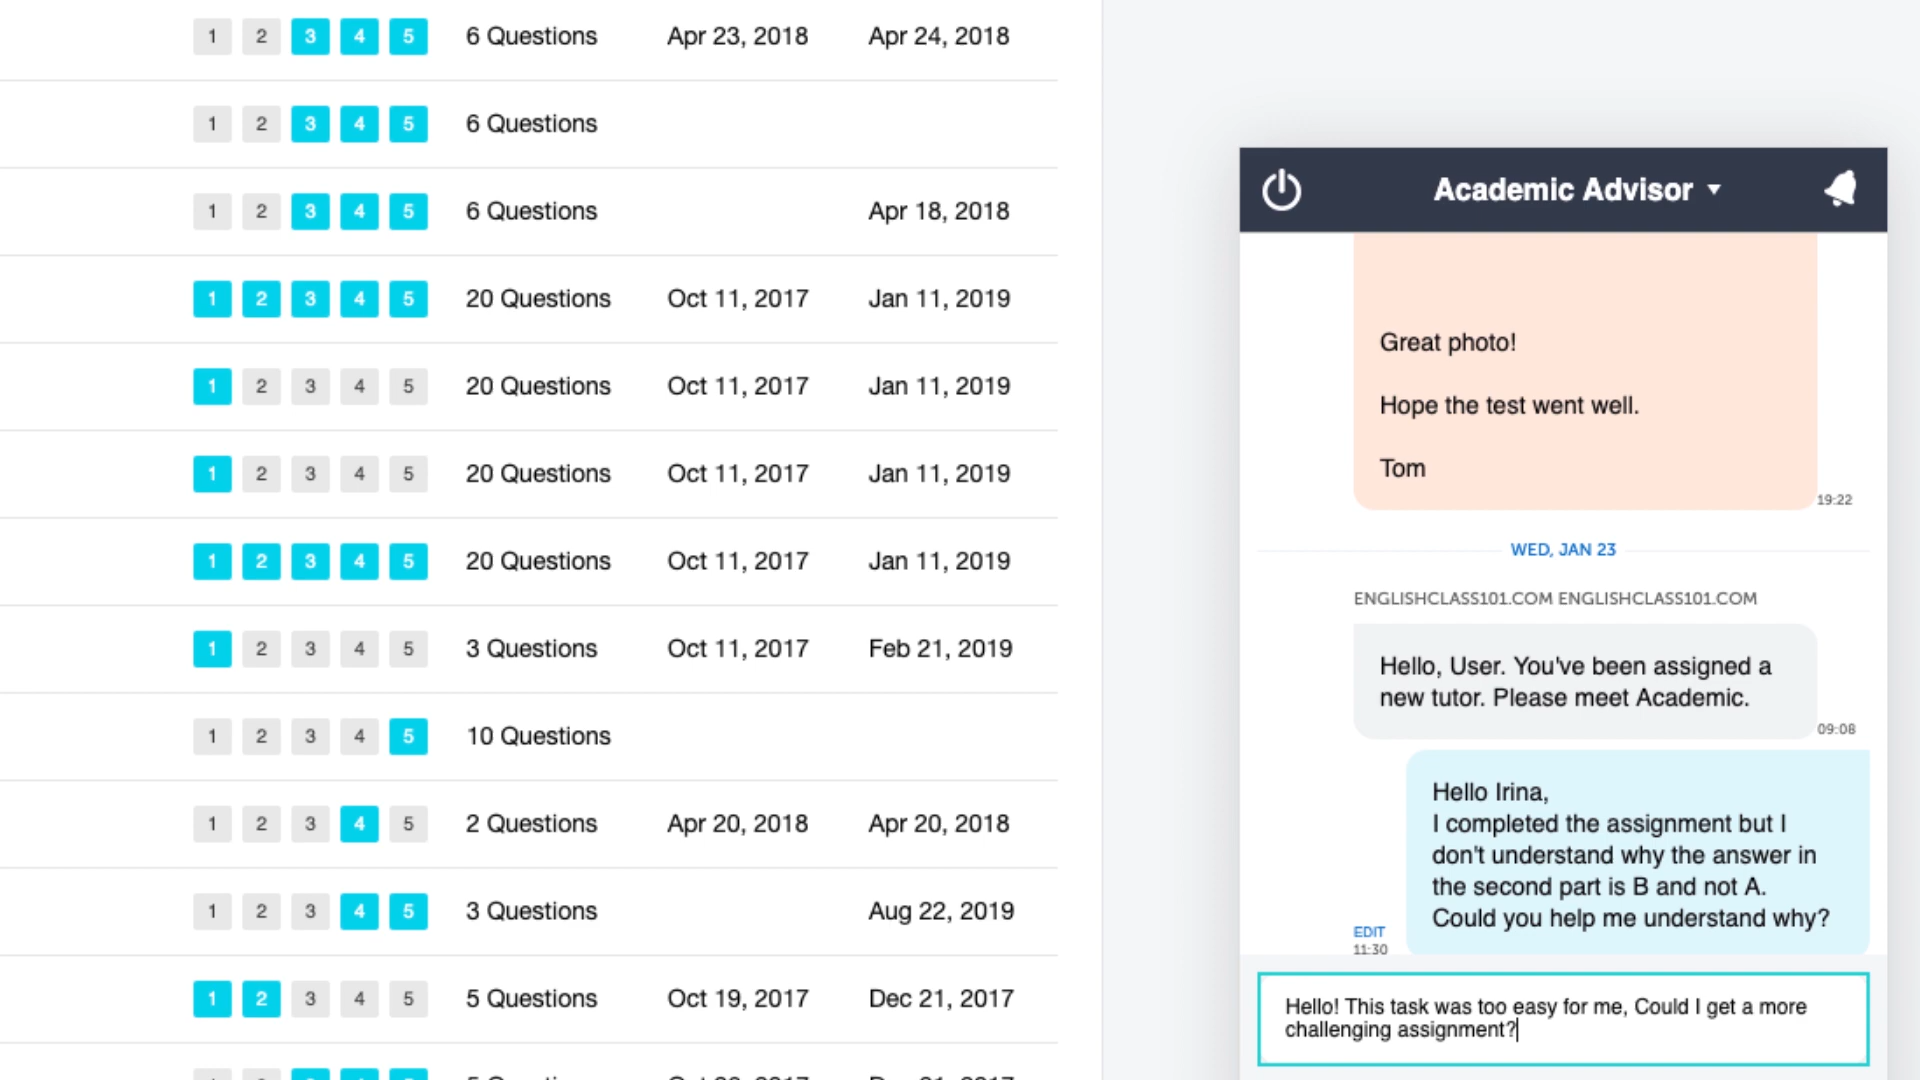 1 2 3 4 5 6 Questions Apr 23, 2018 Apr 24, 2018
1 2 3 4 5 6 Questions
1 2 3 4 5 6 Questions Apr 18, 2018
1 2 3 4 5 20 Questions Oct 11, 2017 Jan 11, 2019
1 2 3 4 5 20 Questions Oct 11, 2017 Jan 11, 2019
1 2 3 4 5 20 Questions Oct 11, 2017 Jan 11, 2019
1 2 3 4 5 20 Questions Oct 11, 2017 Jan 11, 2019
1 2 3 4 5 3 Questions Oct 11, 2017 Feb 21, 2019
1 2 3 4 5 10 Questions
1 2 3 4 5 2 Questions Apr 20, 2018 Apr 20, 2018
1 2 3 4 5 3 Questions Aug 22, 2019
1 2 3 4 5 5 Questions Oct 19, 2017 Dec 21, 2017
Academic Advisor
Great photo!
Hope the test went well.
Tom
19:22
WED, JAN 23
ENGLISHCLASS101.COM ENGLISHCLASS101.COM
Hello, User. You've been assigned a
new tutor. Please meet Academic.
09:08
Hello Irina,
I completed the assignment but I
don't understand why the answer in
the second part is B and not A.
Could you help me understand why?
EDIT
11:30
Hello! This task was too easy for me, Could I get a more
challenging assignment?